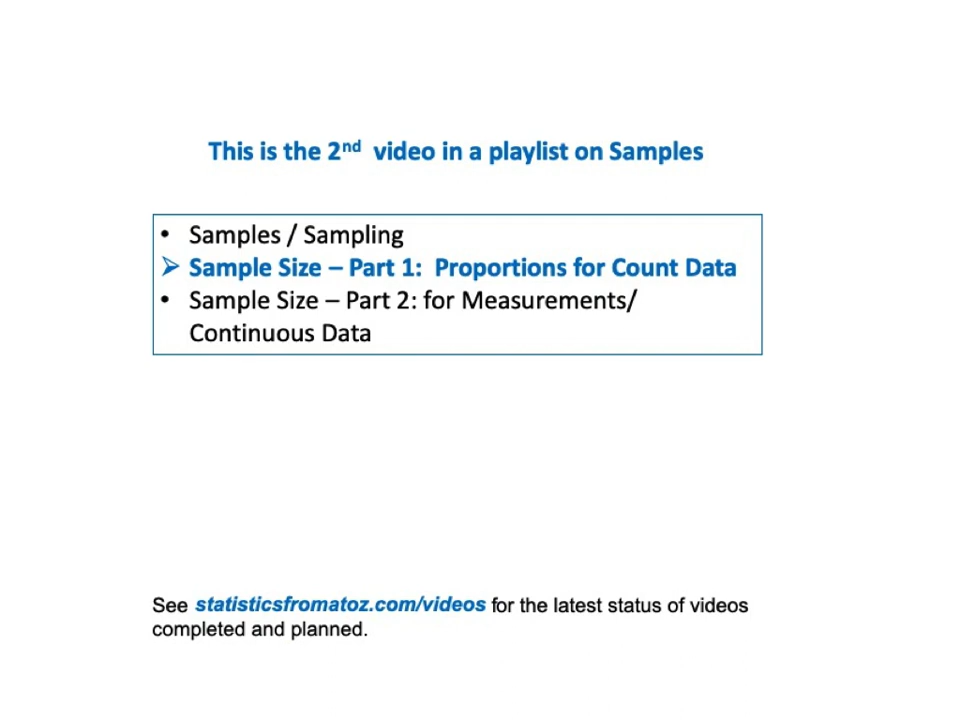 This is the 2nd video in a playlist on Samples
• Samples / Sampling
➢ Sample Size – Part 1: Proportions for Count Data
• Sample Size – Part 2: for Measurements/
Continuous Data
See statisticsfromatoz.com/videos for the latest status of videos
completed and planned.